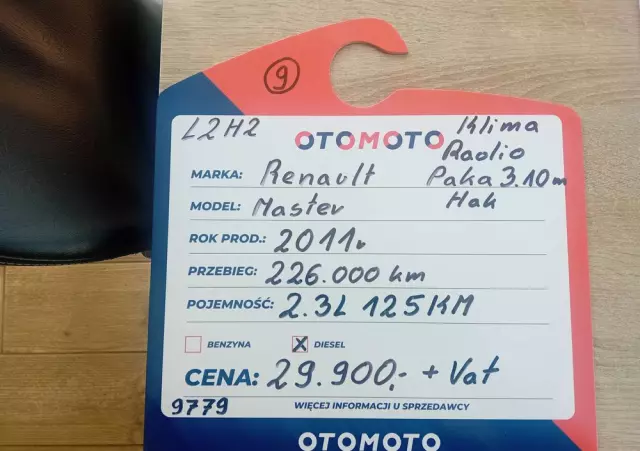 9
L2H2
OTOMOTO
Klima
Radio
Paka 3.10m
Hak
MARKA: Renault
MODEL: Master
ROK PROD.: 2011r
PRZEBIEG: 226.000 km
POJEMNOŚĆ: 2.3L 125KM
BENZYNA X DIESEL
CENA: 29.900,- + Vat
9779 WIĘCEJ INFORMACJI U SPRZEDAWCY
OTOMOTO